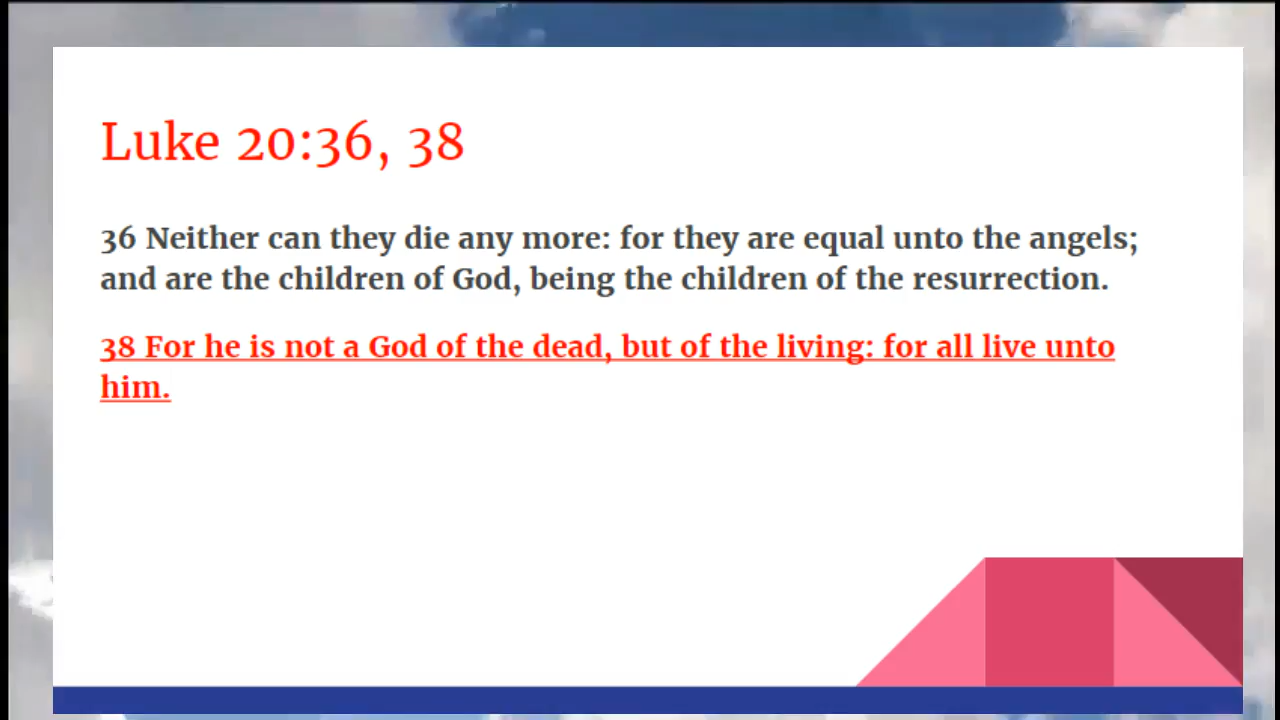 Luke 20:36, 38
36 Neither can they die any more: for they are equal unto the angels;
and are the children of God, being the children of the resurrection.
38 For he is not a God of the dead, but of the living: for all live unto
him.